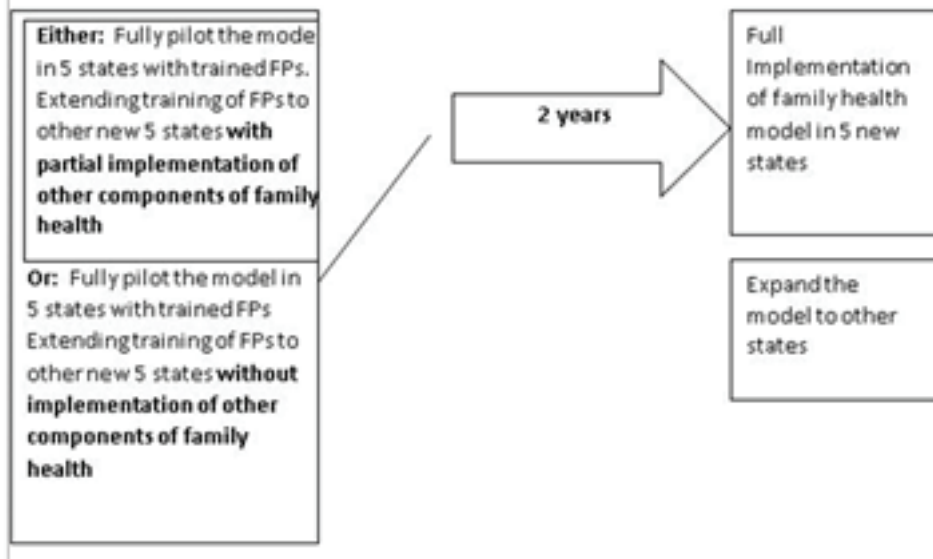 Either: Fully pilot the mode
in 5 states with trained FPs.
Extending training of FPs to
other new 5 states with
partial implementation of
other components of family
health
Or: Fully pilot the model in
5 states with trained FPs
Extending training of FPs to
other new 5 states without
implementation of other
components of family
health
2 years
Full
Implementation
of family health
model in 5 new
states
Expand the
model to other
states